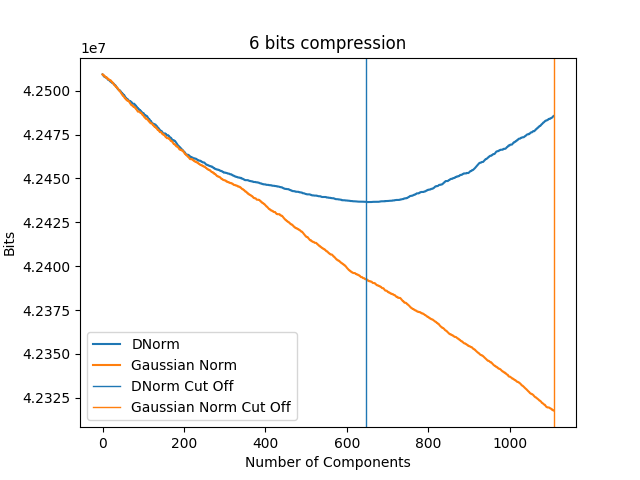 6 bits compression
1e7
4.2500
4.2475
4.2450
4.2425
4.2400
4.2375
4.2350
4.2325
Bits
DNorm
Gaussian Norm
DNorm Cut Off
Gaussian Norm Cut Off
0 200 400 600 800 1000
Number of Components